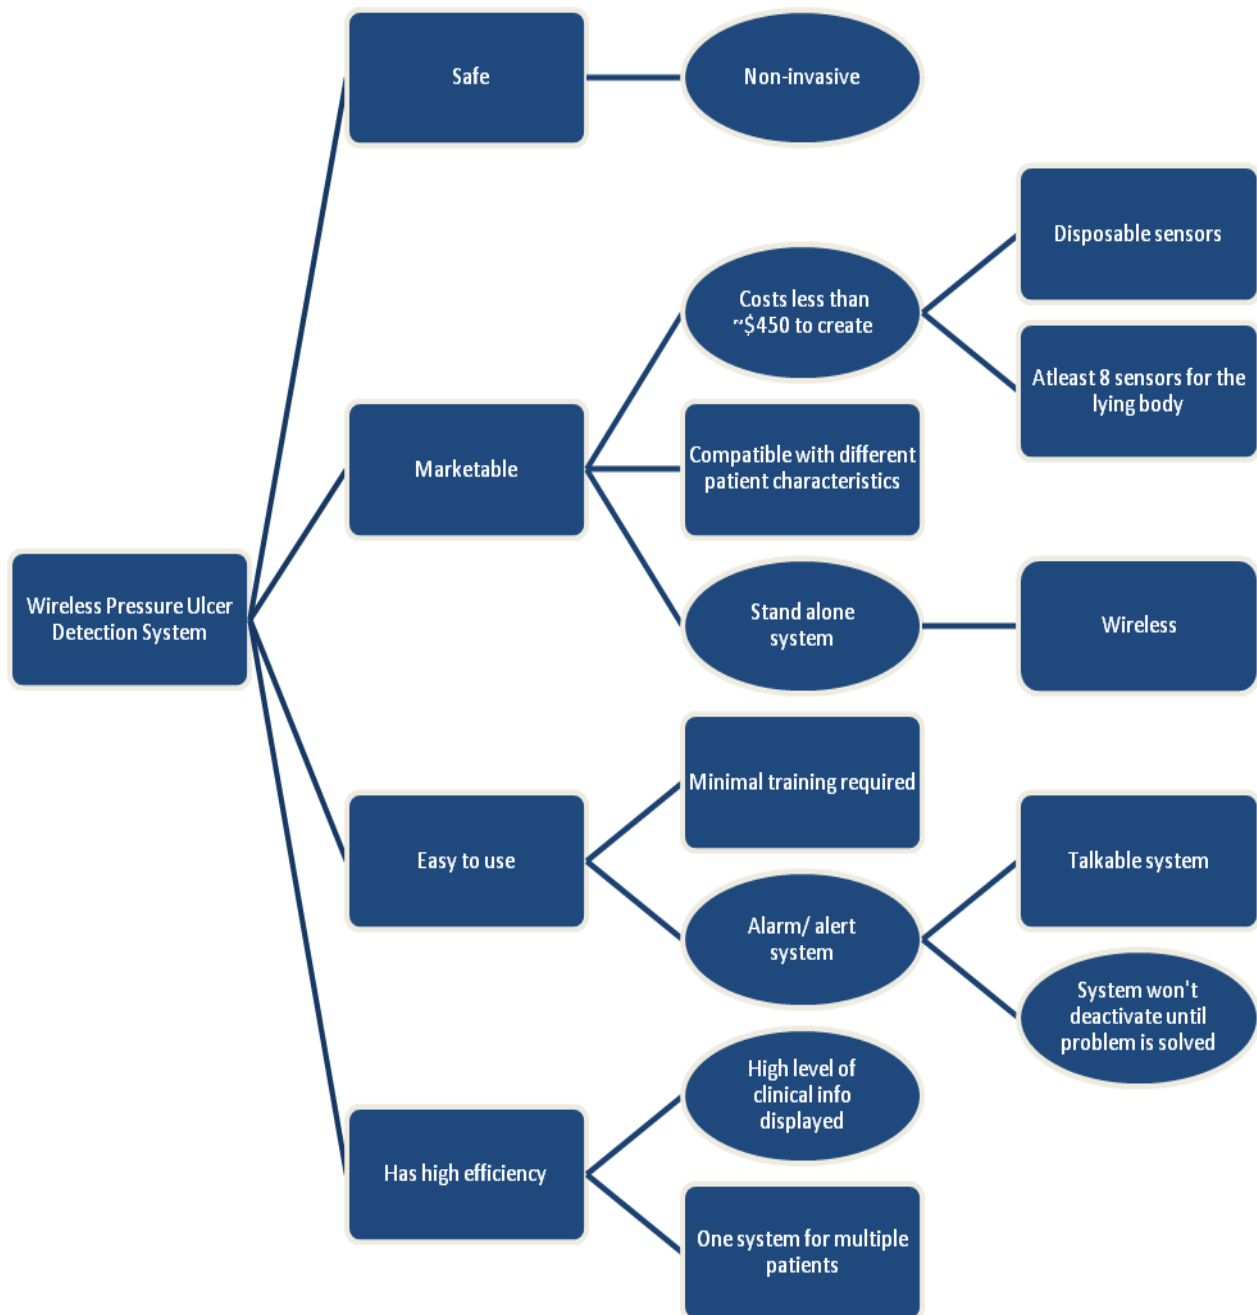 Safe
Non-invasive
Disposable sensors
Costs less than
~$450 to create
Atleast 8 sensors for the
lying body
Marketable
Compatible with different
patient characteristics
Wireless Pressure Ulcer
Detection System
Stand alone
system
Wireless
Minimal training required
Easy to use
Talkable system
Alarm/ alert
system
System won't
deactivate until
problem is solved
High level of
clinical info
displayed
Has high efficiency
One system for multiple
patients